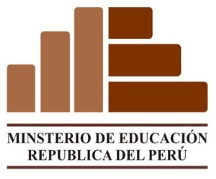 MINSTERIO DE EDUCACIÓN
REPUBLICA DEL PERÚ